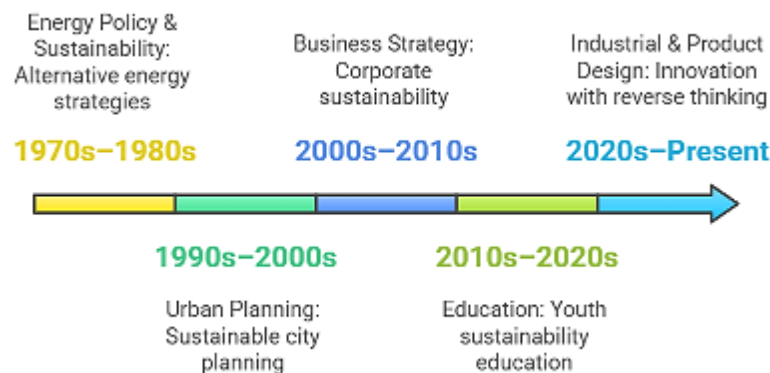 Energy Policy &
Sustainability:
Alternative energy
strategies
1970s–1980s
Business Strategy:
Corporate
sustainability
2000s–2010s
Industrial & Product
Design: Innovation
with reverse thinking
2020s–Present
1990s–2000s
Urban Planning:
Sustainable city
planning
2010s–2020s
Education: Youth
sustainability
education